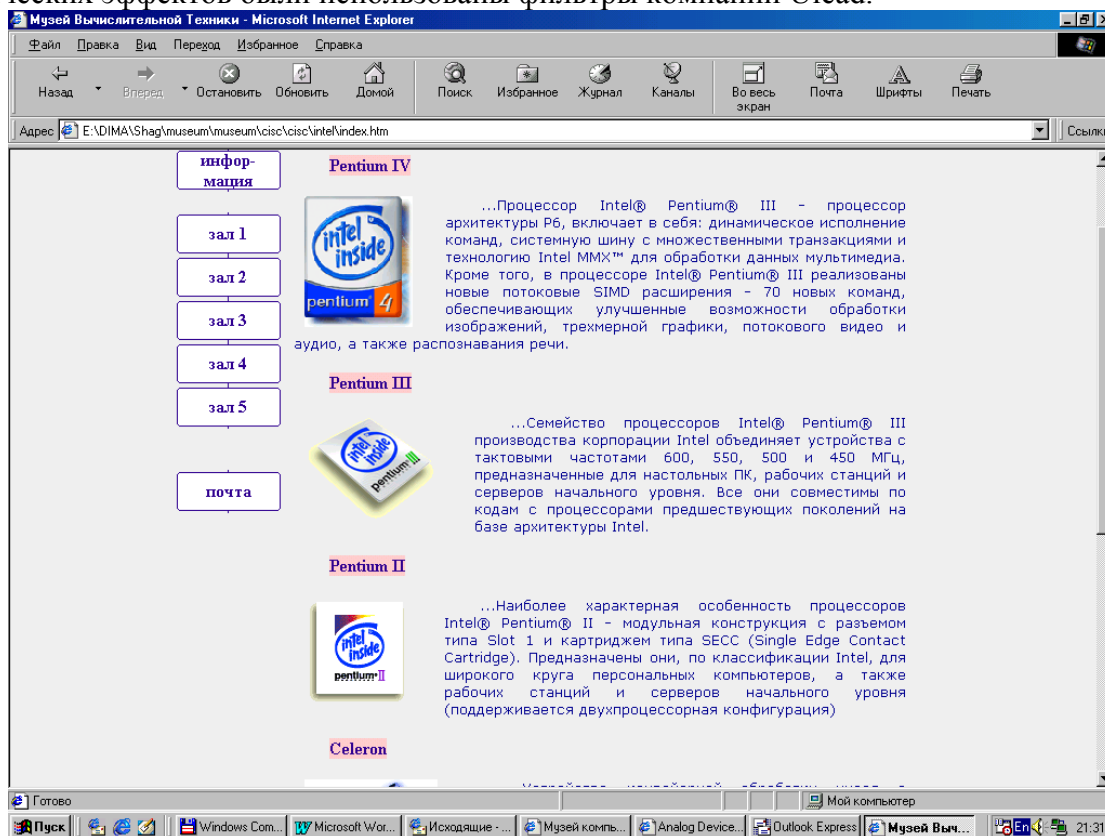 ческих эффектов были использованы фильтры компании Clead.
Музей Вычислительной Техники - Microsoft Internet Explorer
Файл Правка Вид Переход Избранное Справка
Назад Вперед Остановить Обновить Домой Поиск Избранное Журнал Каналы Во весь экран Почта Шрифты Печать
Адрес E:\DIMA\Shag\museum\museum\cisc\cisc\intel\index.htm Ссылки
инфор-
мация
зал 1
зал 2
зал 3
зал 4
зал 5
почта
Pentium IV
intel inside
pentium 4
...Процессор Intel® Pentium® III - процессор
архитектуры P6, включает в себя: динамическое исполнение
команд, системную шину с множественными транзакциями и
технологию Intel MMX™ для обработки данных мультимедиа.
Кроме того, в процессоре Intel® Pentium® III реализованы
новые потоковые SIMD расширения - 70 новых команд,
обеспечивающих улучшенные возможности обработки
изображений, трехмерной графики, потокового видео и
аудио, а также распознавания речи.
Pentium III
intel inside
pentium III
...Семейство процессоров Intel® Pentium® III
производства корпорации Intel объединяет устройства с
тактовыми частотами 600, 550, 500 и 450 МГц,
предназначенные для настольных ПК, рабочих станций и
серверов начального уровня. Все они совместимы по
кодам с процессорами предшествующих поколений на
базе архитектуры Intel.
Pentium II
intel inside
pentium II
...Наиболее характерная особенность процессоров
Intel® Pentium® II - модульная конструкция с разъемом
типа Slot 1 и картриджем типа SECC (Single Edge Contact
Cartridge). Предназначены они, по классификации Intel, для
широкого круга персональных компьютеров, а также
рабочих станций и серверов начального уровня
(поддерживается двухпроцессорная конфигурация)
Celeron
Готово Мой компьютер
Пуск Windows Com... Microsoft Wor... Исходящие - ... Музей компь... Analog Device... Outlook Express Музей Выч... En 21:31